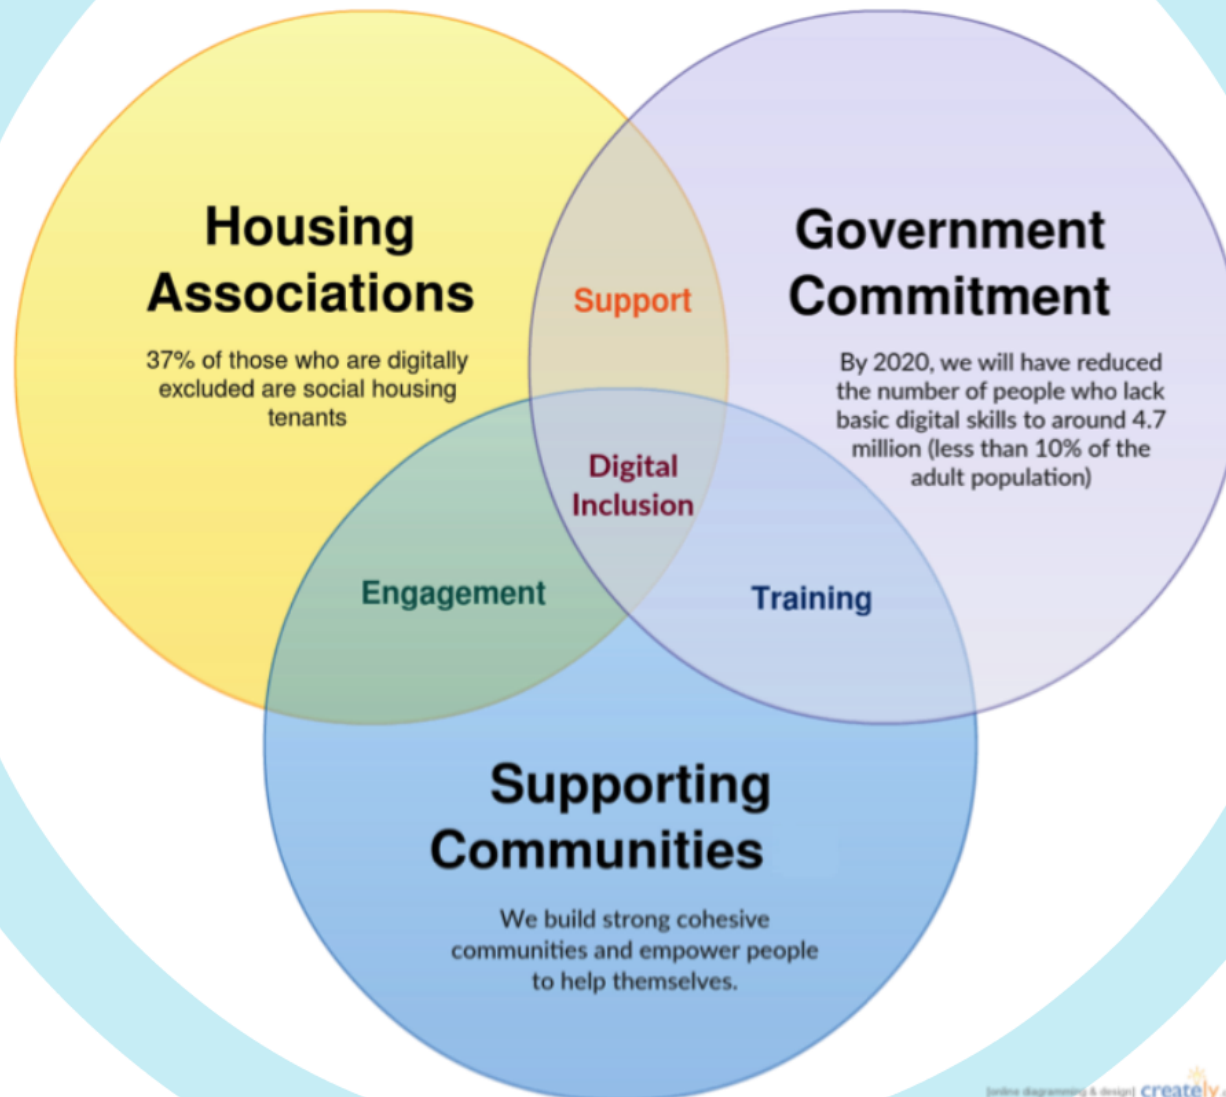 Housing
Associations
37% of those who are digitally
excluded are social housing
tenants
Support
Government
Commitment
By 2020, we will have reduced
the number of people who lack
basic digital skills to around 4.7
million (less than 10% of the
adult population)
Digital
Inclusion
Engagement
Training
Supporting
Communities
We build strong cohesive
communities and empower people
to help themselves.
[online diagramming & design] creately